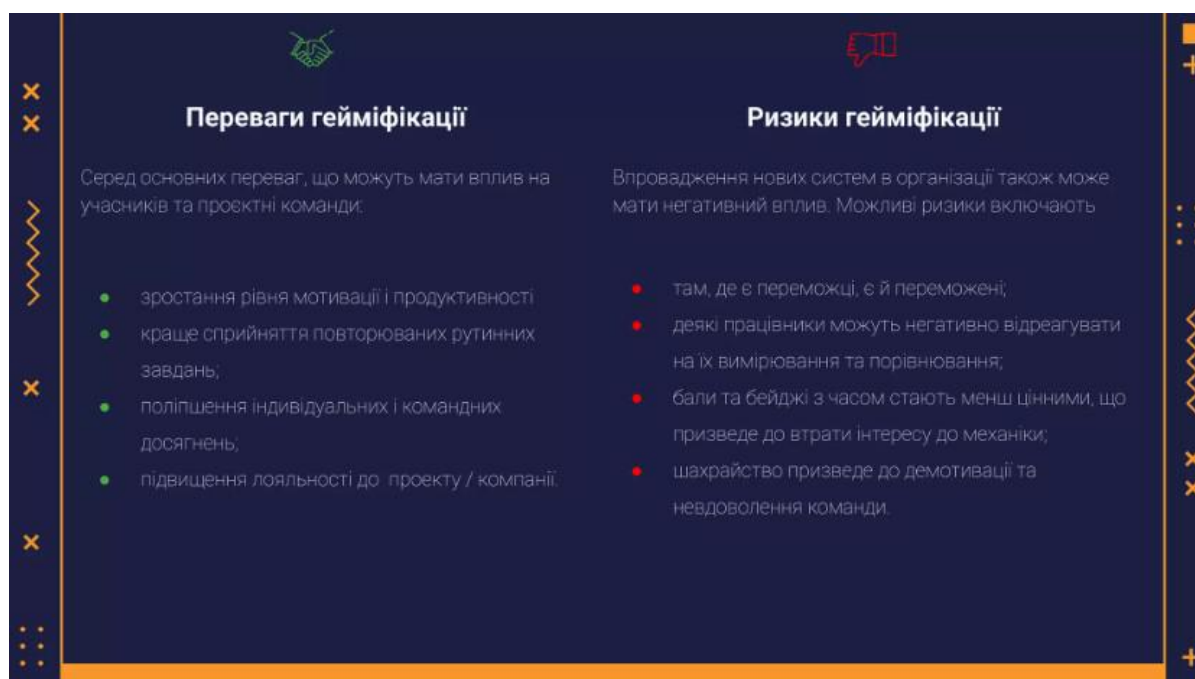 Переваги гейміфікації
Серед основних переваг, що можуть мати вплив на
учасників та проєктні команди:
зростання рівня мотивації і продуктивності
краще сприйняття повторюваних рутинних
завдань;
поліпшення індивідуальних і командних
досягнень;
підвищення лояльності до проекту / компанії.
Ризики гейміфікації
Впровадження нових систем в організації також може
мати негативний вплив. Можливі ризики включають
там, де є переможці, є й переможені;
деякі працівники можуть негативно відреагувати
на їх вимірювання та порівнювання;
бали та бейджі з часом стають менш цінними, що
призведе до втрати інтересу до механіки;
шахрайство призведе до демотивації та
невдоволення команди.